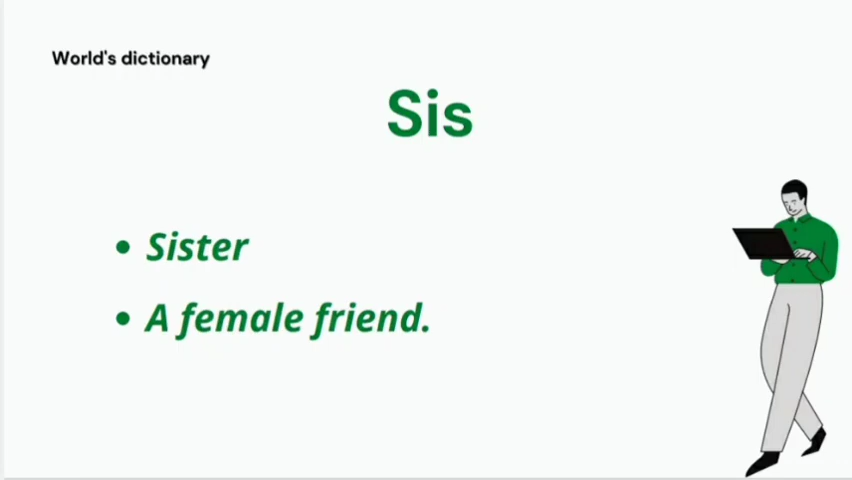 World's dictionary
Sis
• Sister
• A female friend.